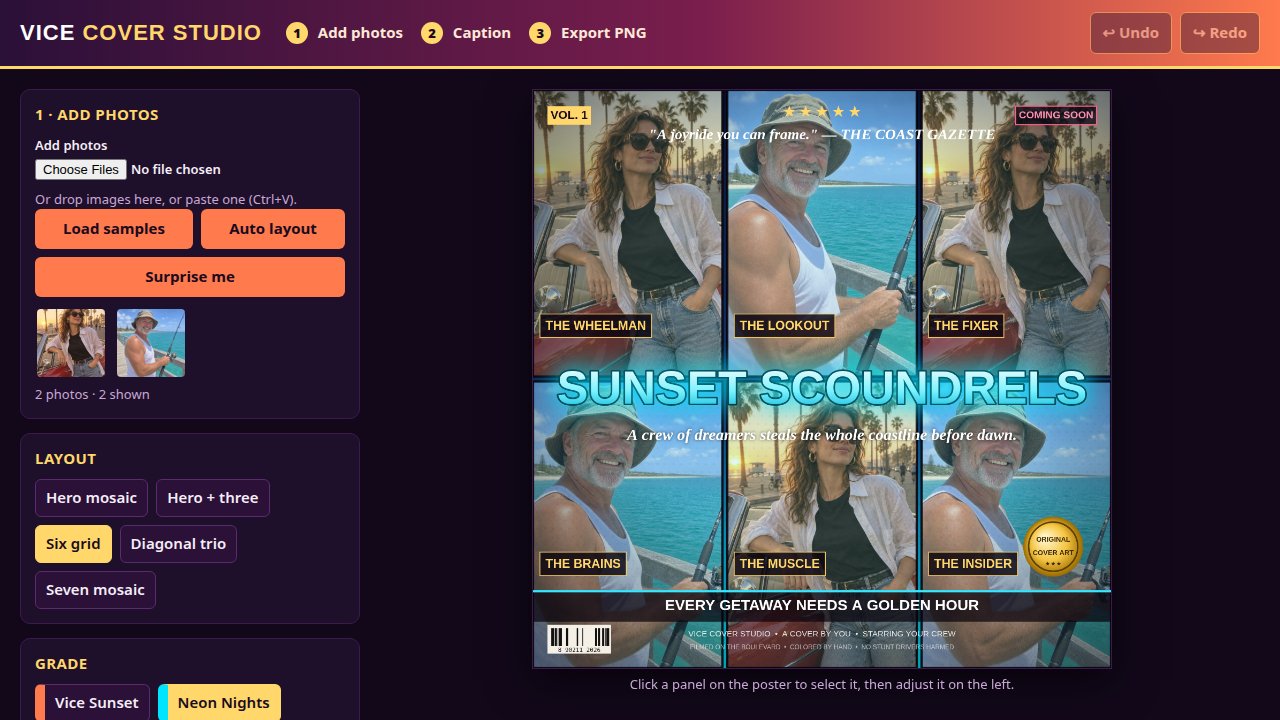 VICE COVER STUDIO
1 Add photos
2 Caption
3 Export PNG
↩ Undo
↪ Redo
1 · ADD PHOTOS
Add photos
Choose Files No file chosen
Or drop images here, or paste one (Ctrl+V).
Load samples
Auto layout
Surprise me
2 photos · 2 shown
LAYOUT
Hero mosaic
Hero + three
Six grid
Diagonal trio
Seven mosaic
GRADE
Vice Sunset
Neon Nights
VOL. 1
★★★★★
COMING SOON
"A joyride you can frame." — THE COAST GAZETTE
THE WHEELMAN
THE LOOKOUT
THE FIXER
SUNSET SCOUNDRELS
A crew of dreamers steals the whole coastline before dawn.
ORIGINAL
COVER ART
★★★
THE BRAINS
THE MUSCLE
THE INSIDER
EVERY GETAWAY NEEDS A GOLDEN HOUR
VICE COVER STUDIO • A COVER BY YOU • STARRING YOUR CREW
FILMED ON THE BOULEVARD • COLORED BY HAND • NO STUNT DRIVERS HARMED
8 90211 2026
Click a panel on the poster to select it, then adjust it on the left.